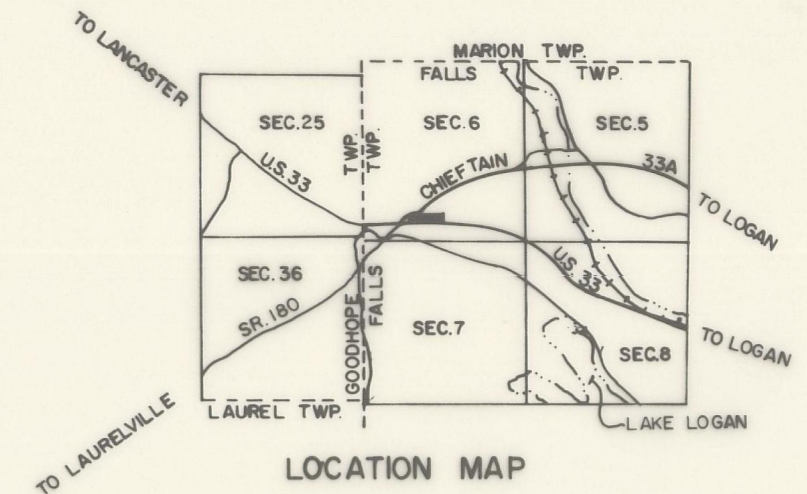 TO LANCASTER
MARION TWP.
FALLS TWP.
SEC. 25
SEC. 6
SEC. 5
TWP.
TWP.
U.S. 33
CHIEFTAIN
33A
TO LOGAN
SEC. 36
SR. 180
GOODHOPE
FALLS
SEC. 7
U.S. 33
SEC. 8
TO LOGAN
LAUREL TWP.
LAKE LOGAN
TO LAURELVILLE
LOCATION MAP